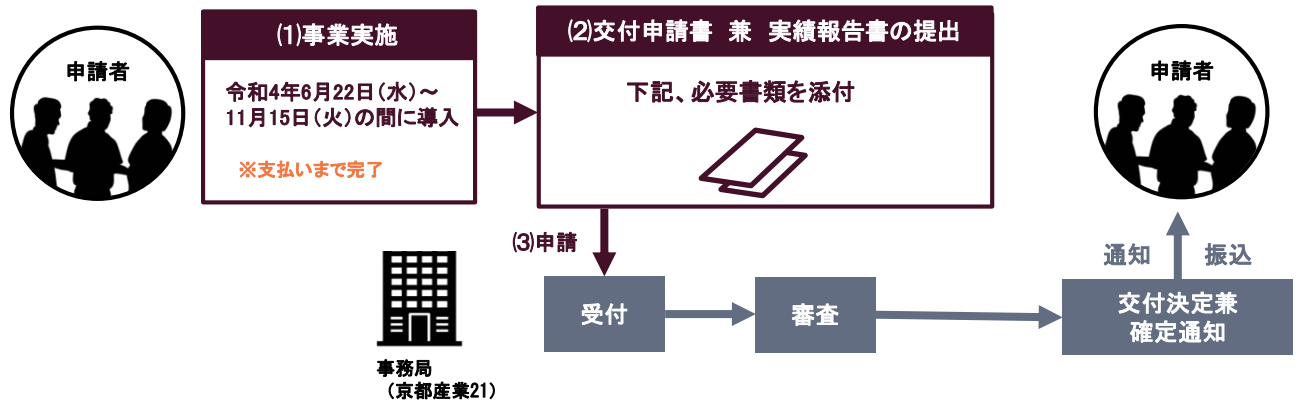 申請者
(1)事業実施
令和4年6月22日(水)～
11月15日(火)の間に導入
※支払いまで完了
(2)交付申請書 兼 実績報告書の提出
下記、必要書類を添付
申請者
(3)申請
通知 振込
受付
審査
交付決定兼
確定通知
事務局
(京都産業21)